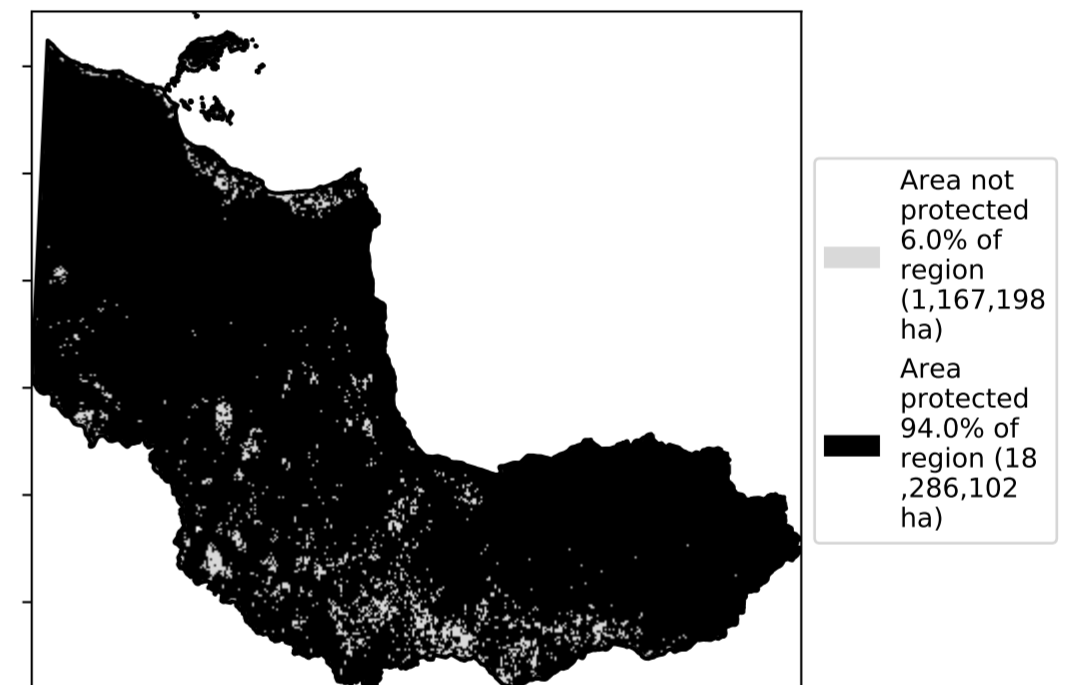 Area not
protected
6.0% of
region
(1,167,198
ha)
Area
protected
94.0% of
region (18
,286,102
ha)